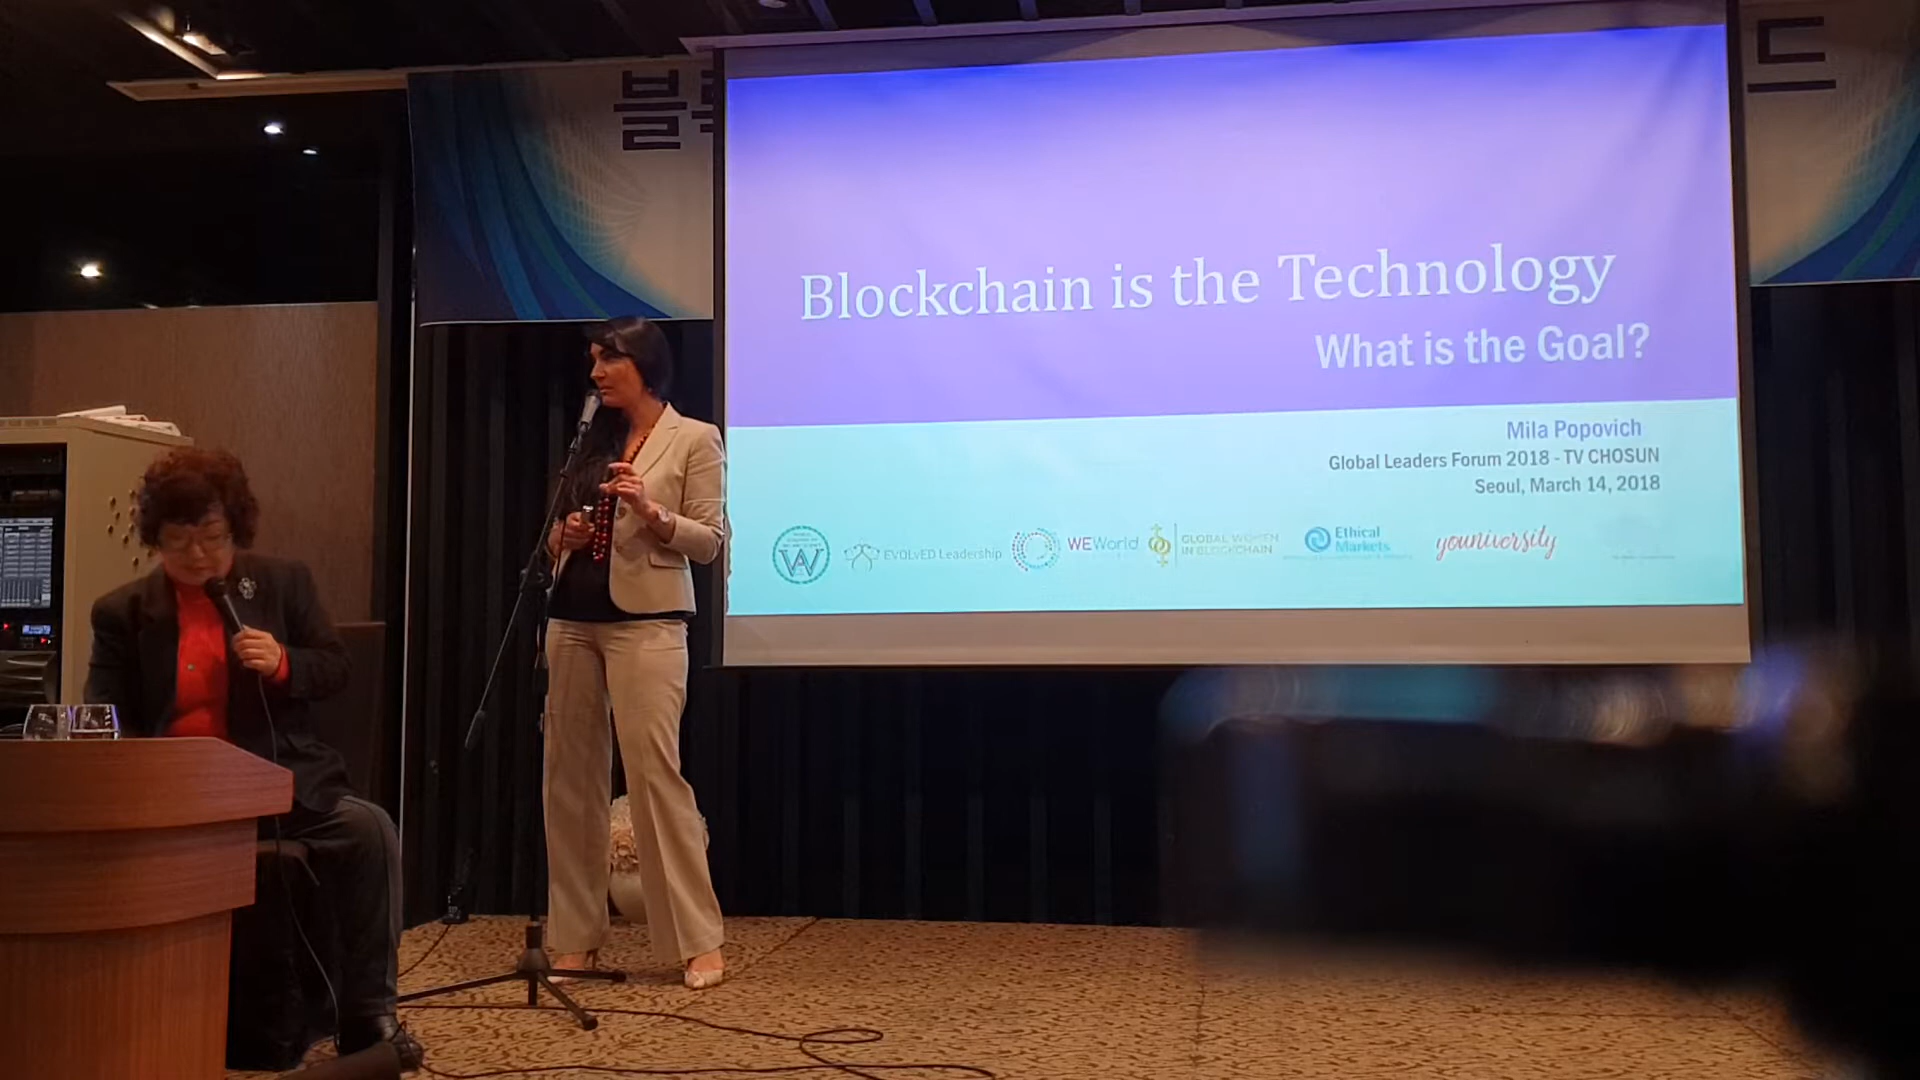 블록
드
Blockchain is the Technology
What is the Goal?
Mila Popovich
Global Leaders Forum 2018 - TV CHOSUN
Seoul, March 14, 2018
W
EVOLvED Leadership
WEWorld
GLOBAL WOMEN
IN BLOCKCHAIN
Ethical
Markets
youniversity